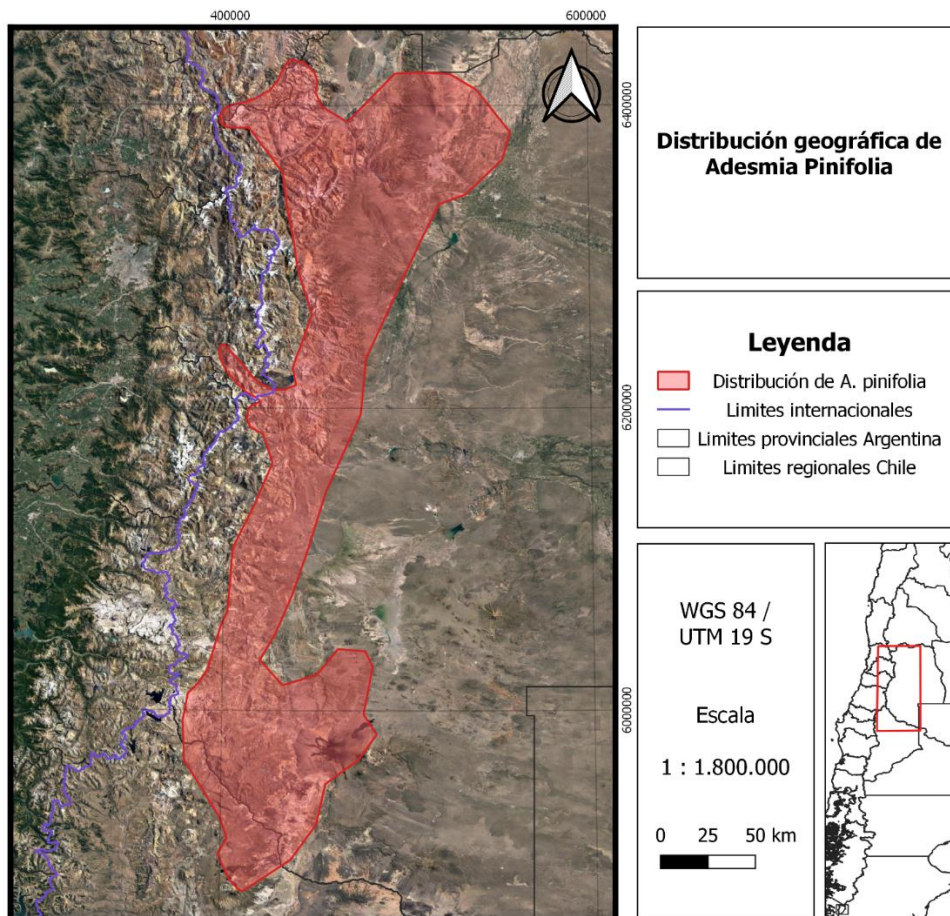 400000
600000
6400000
6200000
6000000
Distribución geográfica de
Adesmia Pinifolia
Leyenda
Distribución de A. pinifolia
Limites internacionales
Limites provinciales Argentina
Limites regionales Chile
WGS 84 /
UTM 19 S
Escala
1 : 1.800.000
0 25 50 km